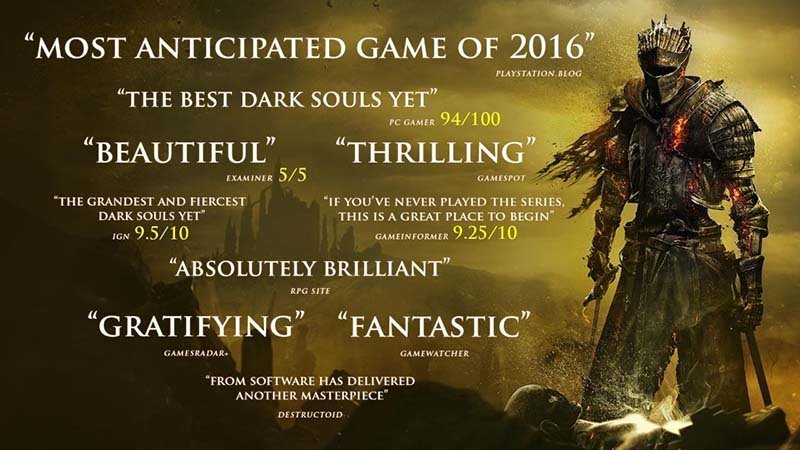 “MOST ANTICIPATED GAME OF 2016”
PLAYSTATION.BLOG
“THE BEST DARK SOULS YET”
PC GAMER 94/100
“BEAUTIFUL”
EXAMINER 5/5
“THRILLING”
GAMESPOT
“THE GRANDEST AND FIERCEST
DARK SOULS YET”
IGN 9.5/10
“IF YOU’VE NEVER PLAYED THE SERIES,
THIS IS A GREAT PLACE TO BEGIN”
GAMEINFORMER 9.25/10
“ABSOLUTELY BRILLIANT”
RPG SITE
“GRATIFYING”
GAMESRADAR+
“FANTASTIC”
GAMEWATCHER
“FROM SOFTWARE HAS DELIVERED
ANOTHER MASTERPIECE”
DESTRUCTOID